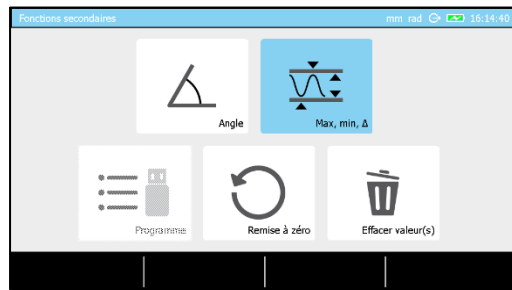 Fonctions secondaires
mm rad 16:14:40
Angle
Max, min, Δ
Programme
Remise à zéro
Effacer valeur(s)